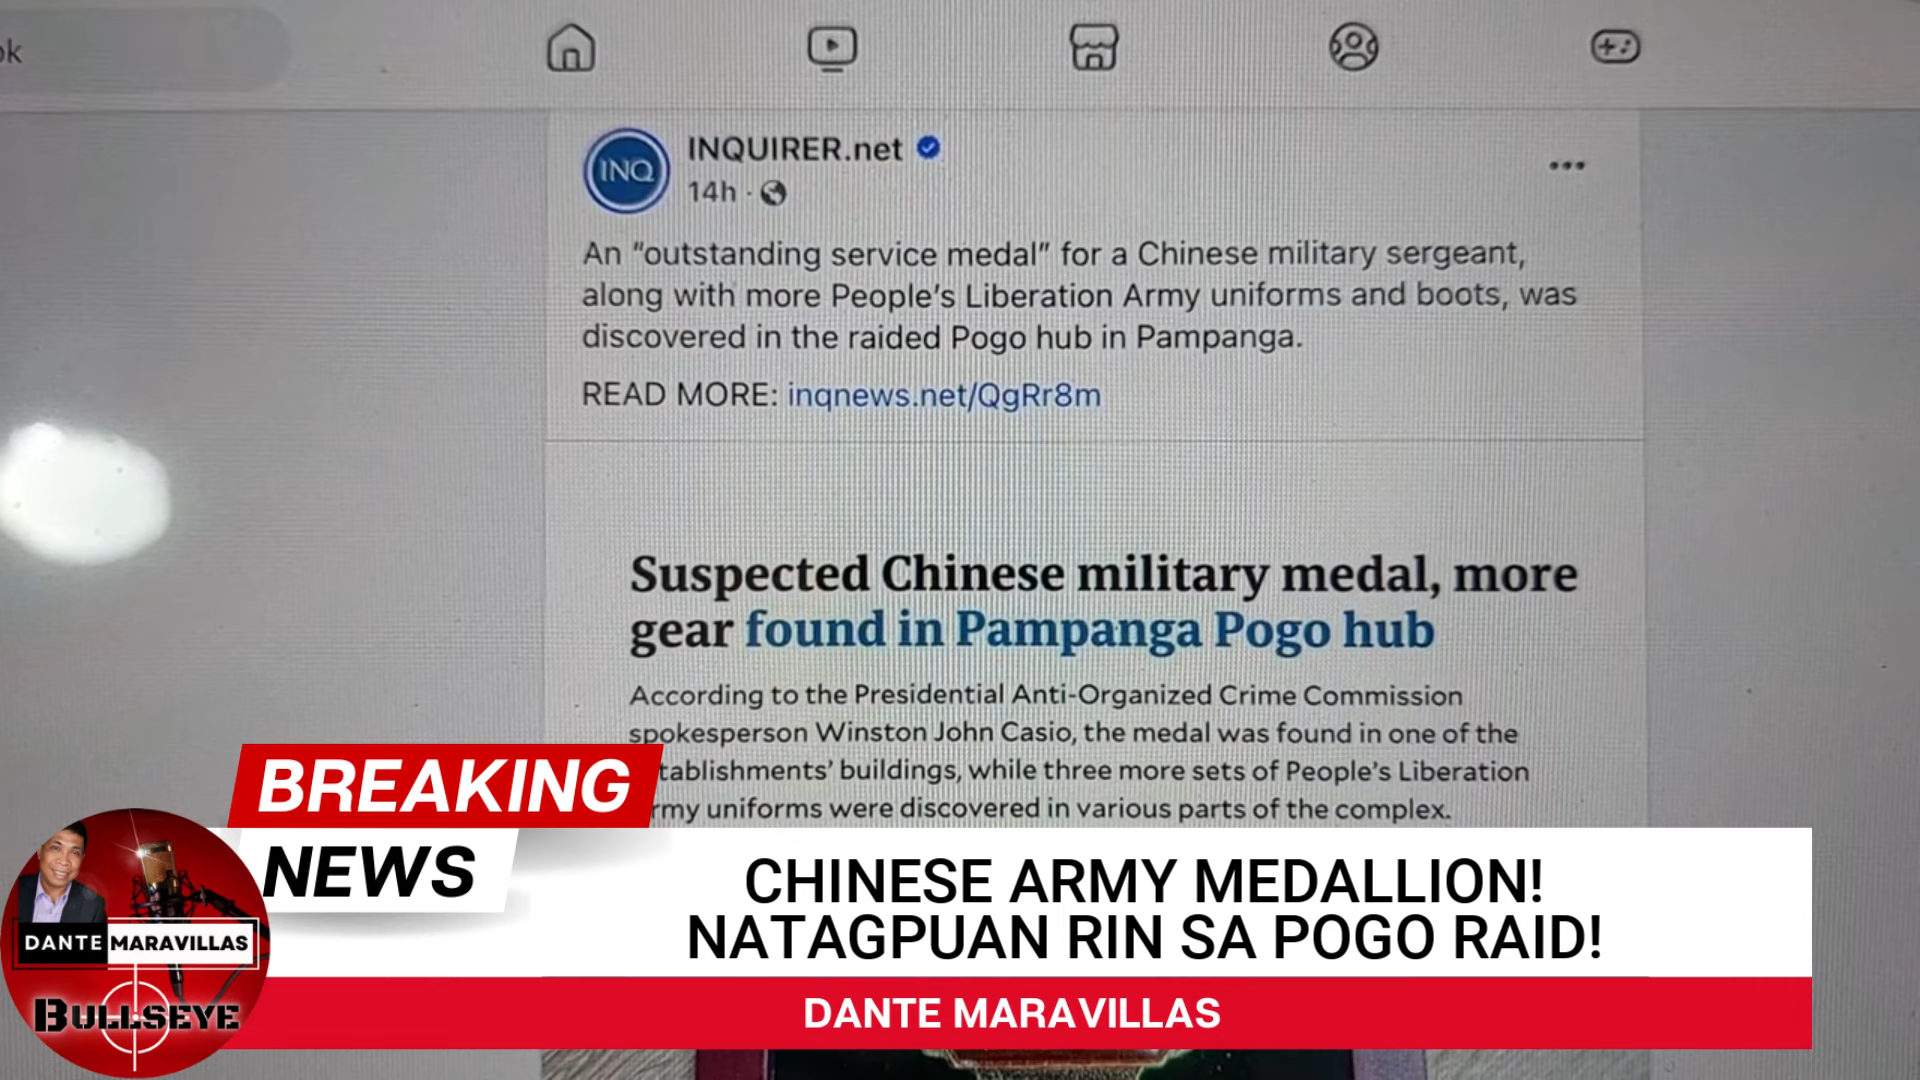 ok
INQ
INQUIRER.net
14h ·
An “outstanding service medal” for a Chinese military sergeant,
along with more People’s Liberation Army uniforms and boots, was
discovered in the raided Pogo hub in Pampanga.
READ MORE: inqnews.net/QgRr8m
Suspected Chinese military medal, more
gear found in Pampanga Pogo hub
According to the Presidential Anti-Organized Crime Commission
spokesperson Winston John Casio, the medal was found in one of the
tablishments’ buildings, while three more sets of People’s Liberation
rmy uniforms were discovered in various parts of the complex.
BREAKING
NEWS
CHINESE ARMY MEDALLION!
NATAGPUAN RIN SA POGO RAID!
DANTE MARAVILLAS
DANTE MARAVILLAS
BULLSEYE